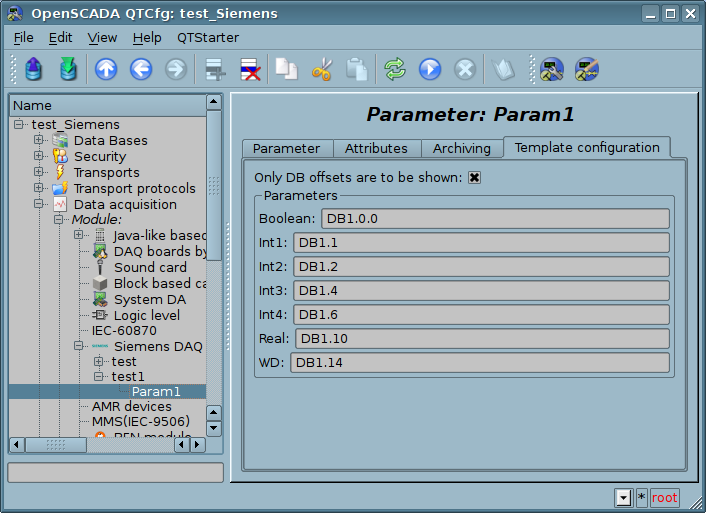 OpenSCADA QTCfg: test_Siemens
File Edit View Help QTStarter
Name
test_Siemens
Data Bases
Security
Transports
Transport protocols
Data acquisition
Module:
Java-like based
DAQ boards by
Sound card
Block based ca
System DA
Logic level
IEC-60870
Siemens DAQ
test
test1
Param1
AMR devices
MMS(IEC-9506)
Parameter: Param1
Parameter Attributes Archiving Template configuration
Only DB offsets are to be shown:
Parameters
Boolean: DB1.0.0
Int1: DB1.1
Int2: DB1.2
Int3: DB1.4
Int4: DB1.6
Real: DB1.10
WD: DB1.14
* root